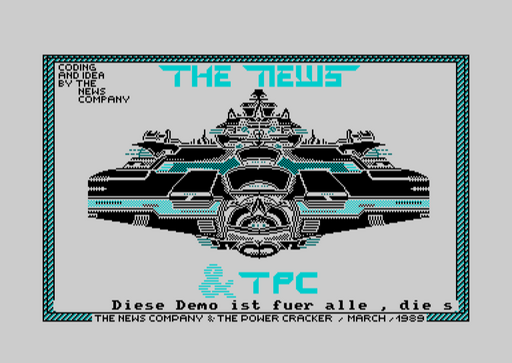 CODING
AND IDEA
BY THE
NEWS
COMPANY
THE NEWS
& TPC
Diese Demo ist fuer alle , die s
THE NEWS COMPANY & THE POWER CRACKER / MARCH / 1989